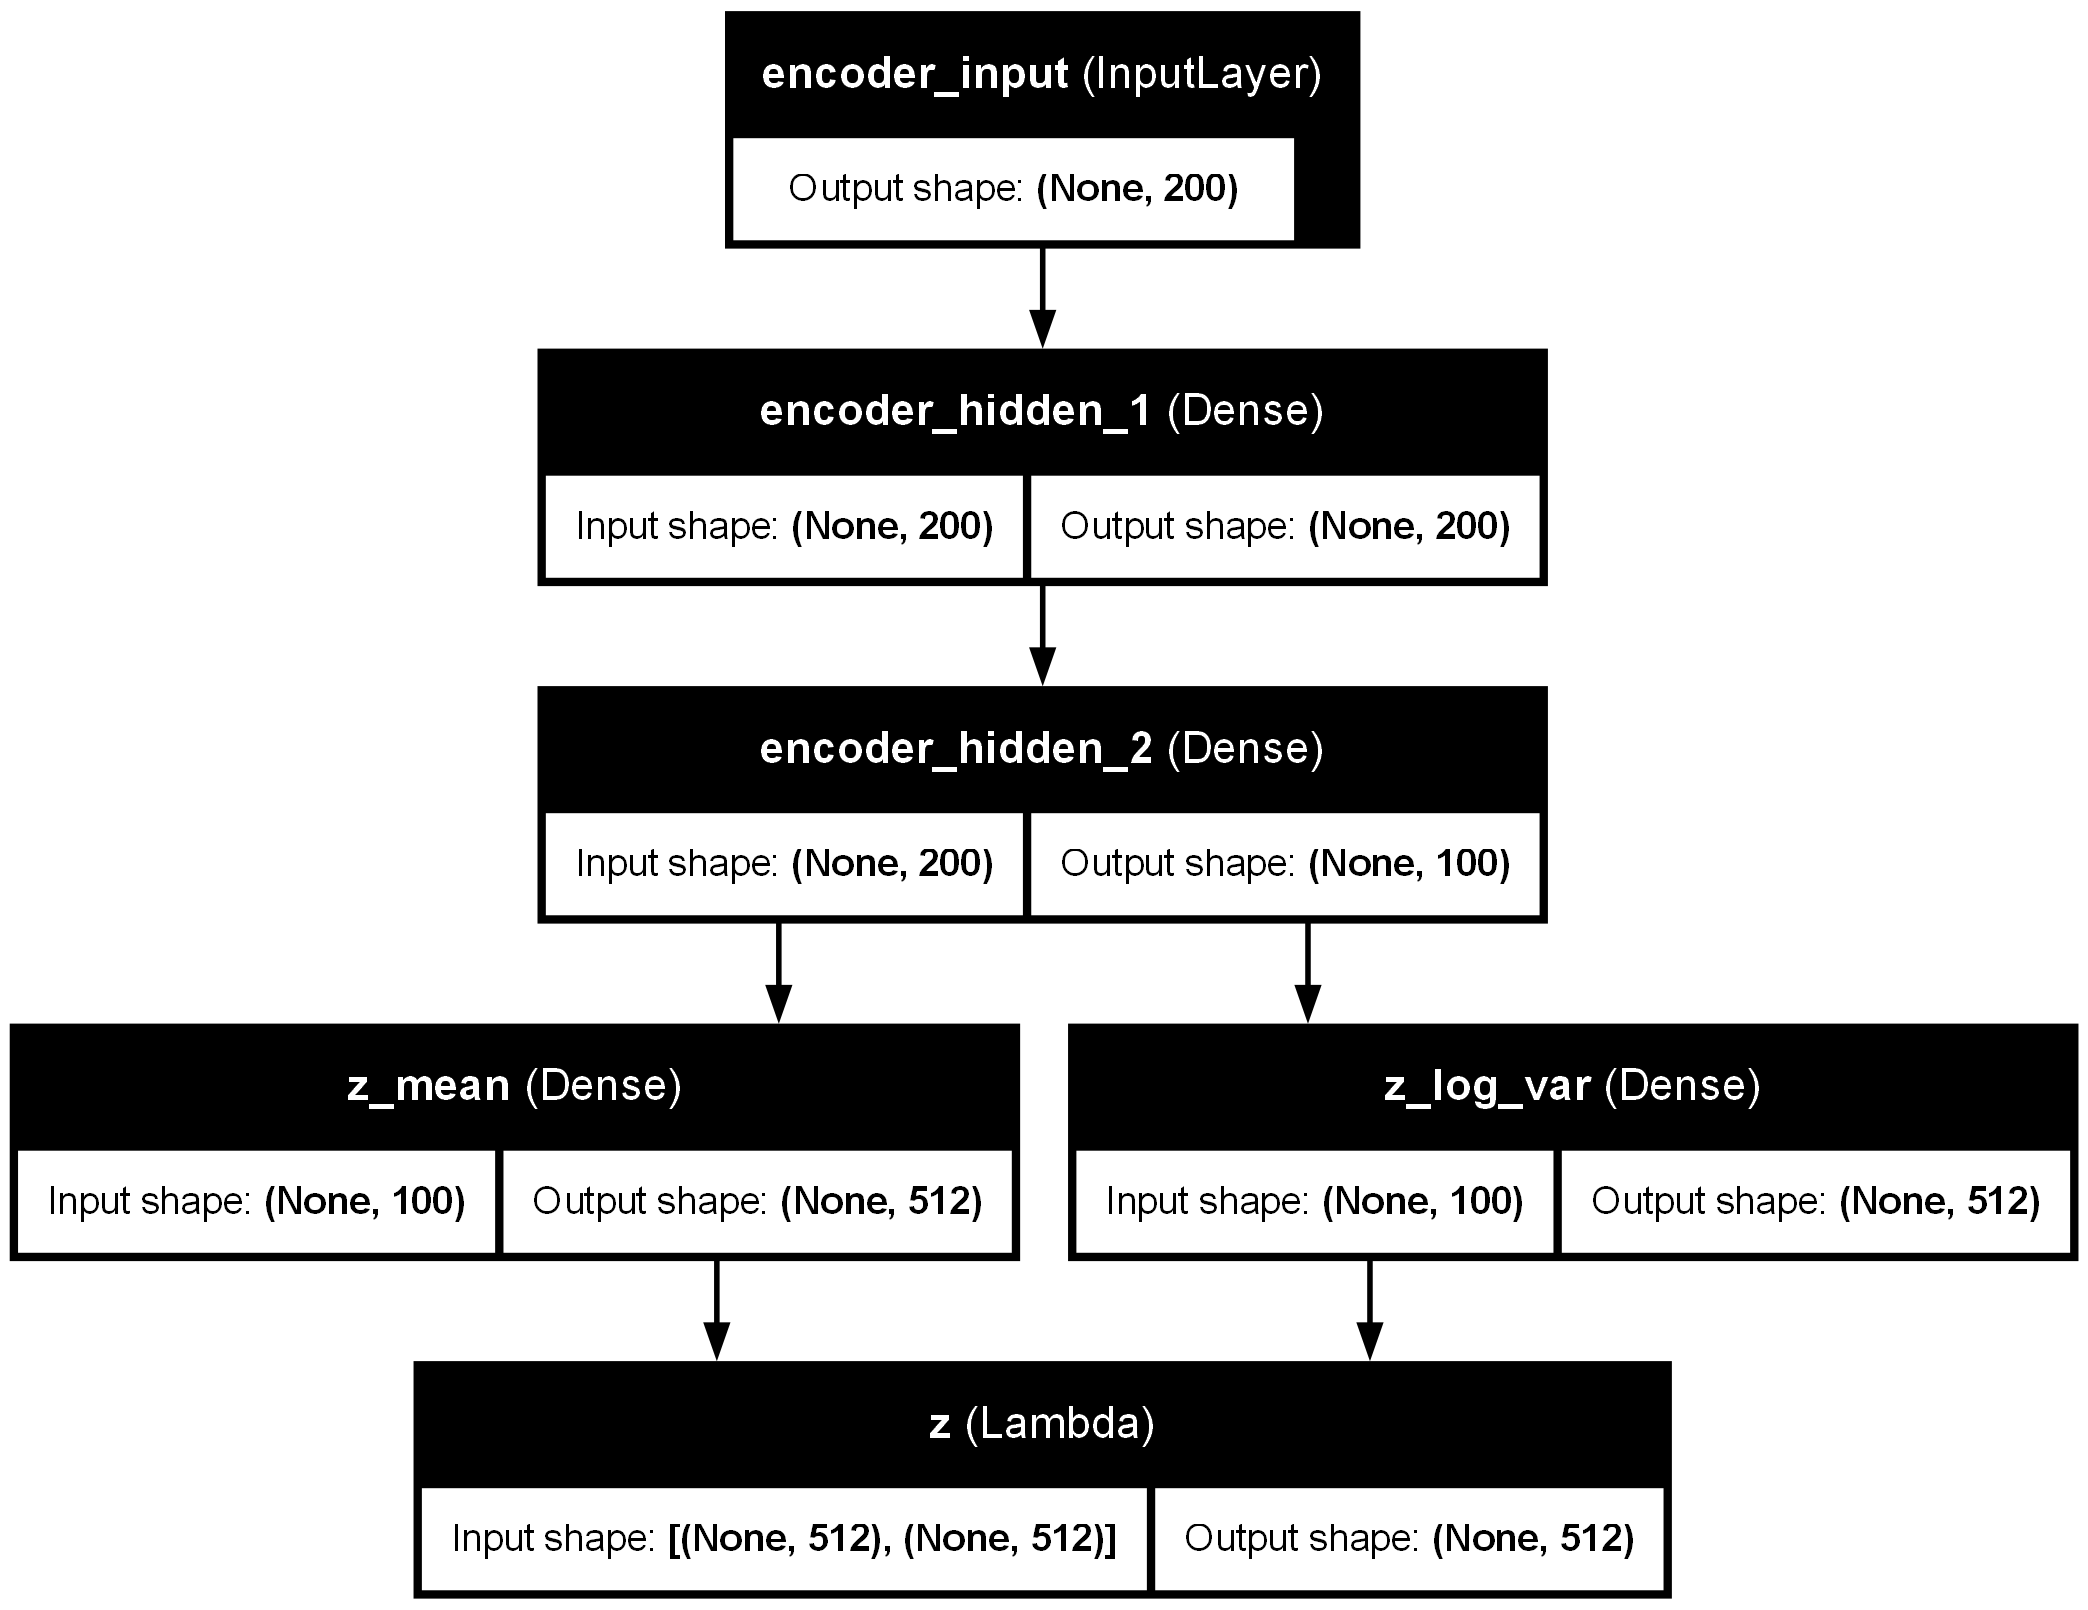 encoder_input (InputLayer)
Output shape: (None, 200)
encoder_hidden_1 (Dense)
Input shape: (None, 200) Output shape: (None, 200)
encoder_hidden_2 (Dense)
Input shape: (None, 200) Output shape: (None, 100)
z_mean (Dense)
Input shape: (None, 100) Output shape: (None, 512)
z_log_var (Dense)
Input shape: (None, 100) Output shape: (None, 512)
z (Lambda)
Input shape: [(None, 512), (None, 512)] Output shape: (None, 512)